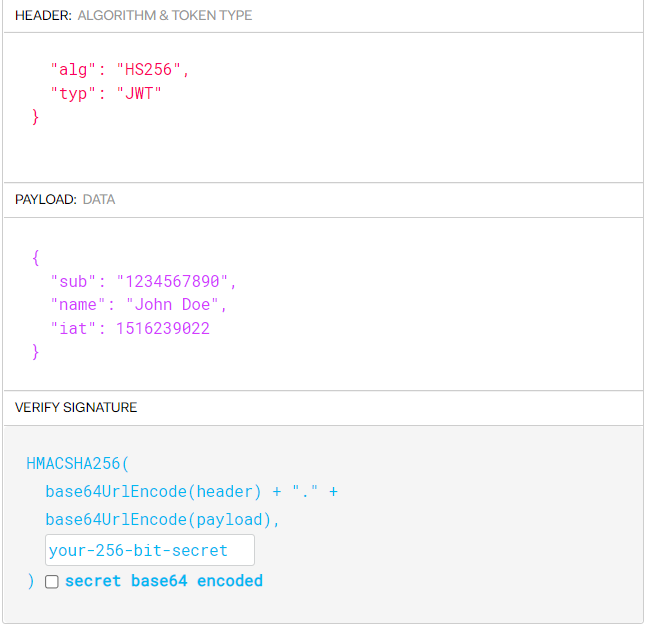 HEADER: ALGORITHM & TOKEN TYPE
"alg": "HS256",
"typ": "JWT"
}
PAYLOAD: DATA
{
"sub": "1234567890",
"name": "John Doe",
"iat": 1516239022
}
VERIFY SIGNATURE
HMACSHA256(
base64UrlEncode(header) + "." +
base64UrlEncode(payload),
your-256-bit-secret
) secret base64 encoded